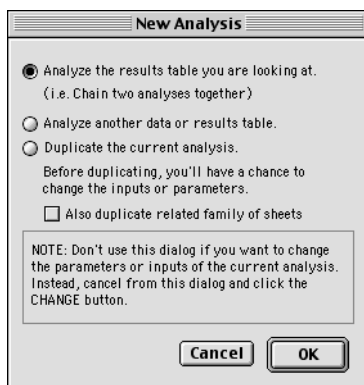 New Analysis
Analyze the results table you are looking at.
(i.e. Chain two analyses together)
Analyze another data or results table.
Duplicate the current analysis.
Before duplicating, you'll have a chance to
change the inputs or parameters.
Also duplicate related family of sheets
NOTE: Don't use this dialog if you want to change
the parameters or inputs of the current analysis.
Instead, cancel from this dialog and click the
CHANGE button.
Cancel
OK